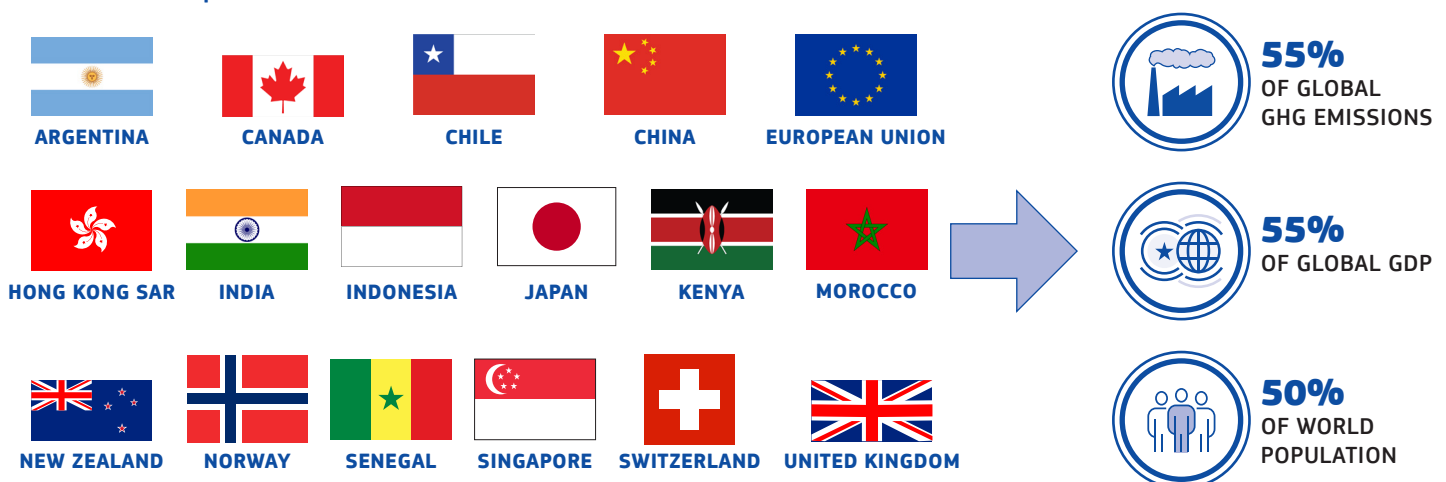 ARGENTINA
CANADA
CHILE
CHINA
EUROPEAN UNION
HONG KONG SAR
INDIA
INDONESIA
JAPAN
KENYA
MOROCCO
NEW ZEALAND
NORWAY
SENEGAL
SINGAPORE
SWITZERLAND
UNITED KINGDOM
55%
OF GLOBAL
GHG EMISSIONS
55%
OF GLOBAL GDP
50%
OF WORLD
POPULATION